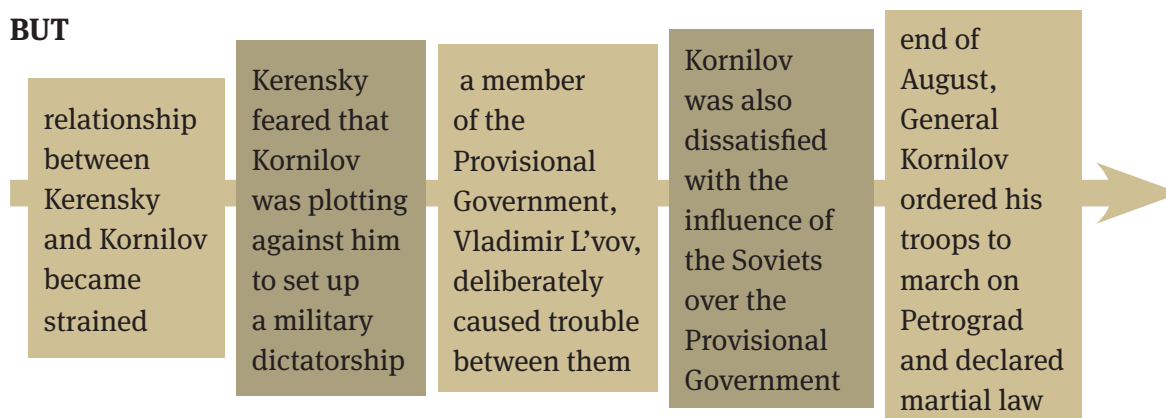 BUT
relationship
between
Kerensky
and Kornilov
became
strained
Kerensky
feared that
Kornilov
was plotting
against him
to set up
a military
dictatorship
a member
of the
Provisional
Government,
Vladimir L’vov,
deliberately
caused trouble
between them
Kornilov
was also
dissatisfied
with the
influence of
the Soviets
over the
Provisional
Government
end of
August,
General
Kornilov
ordered his
troops to
march on
Petrograd
and declared
martial law